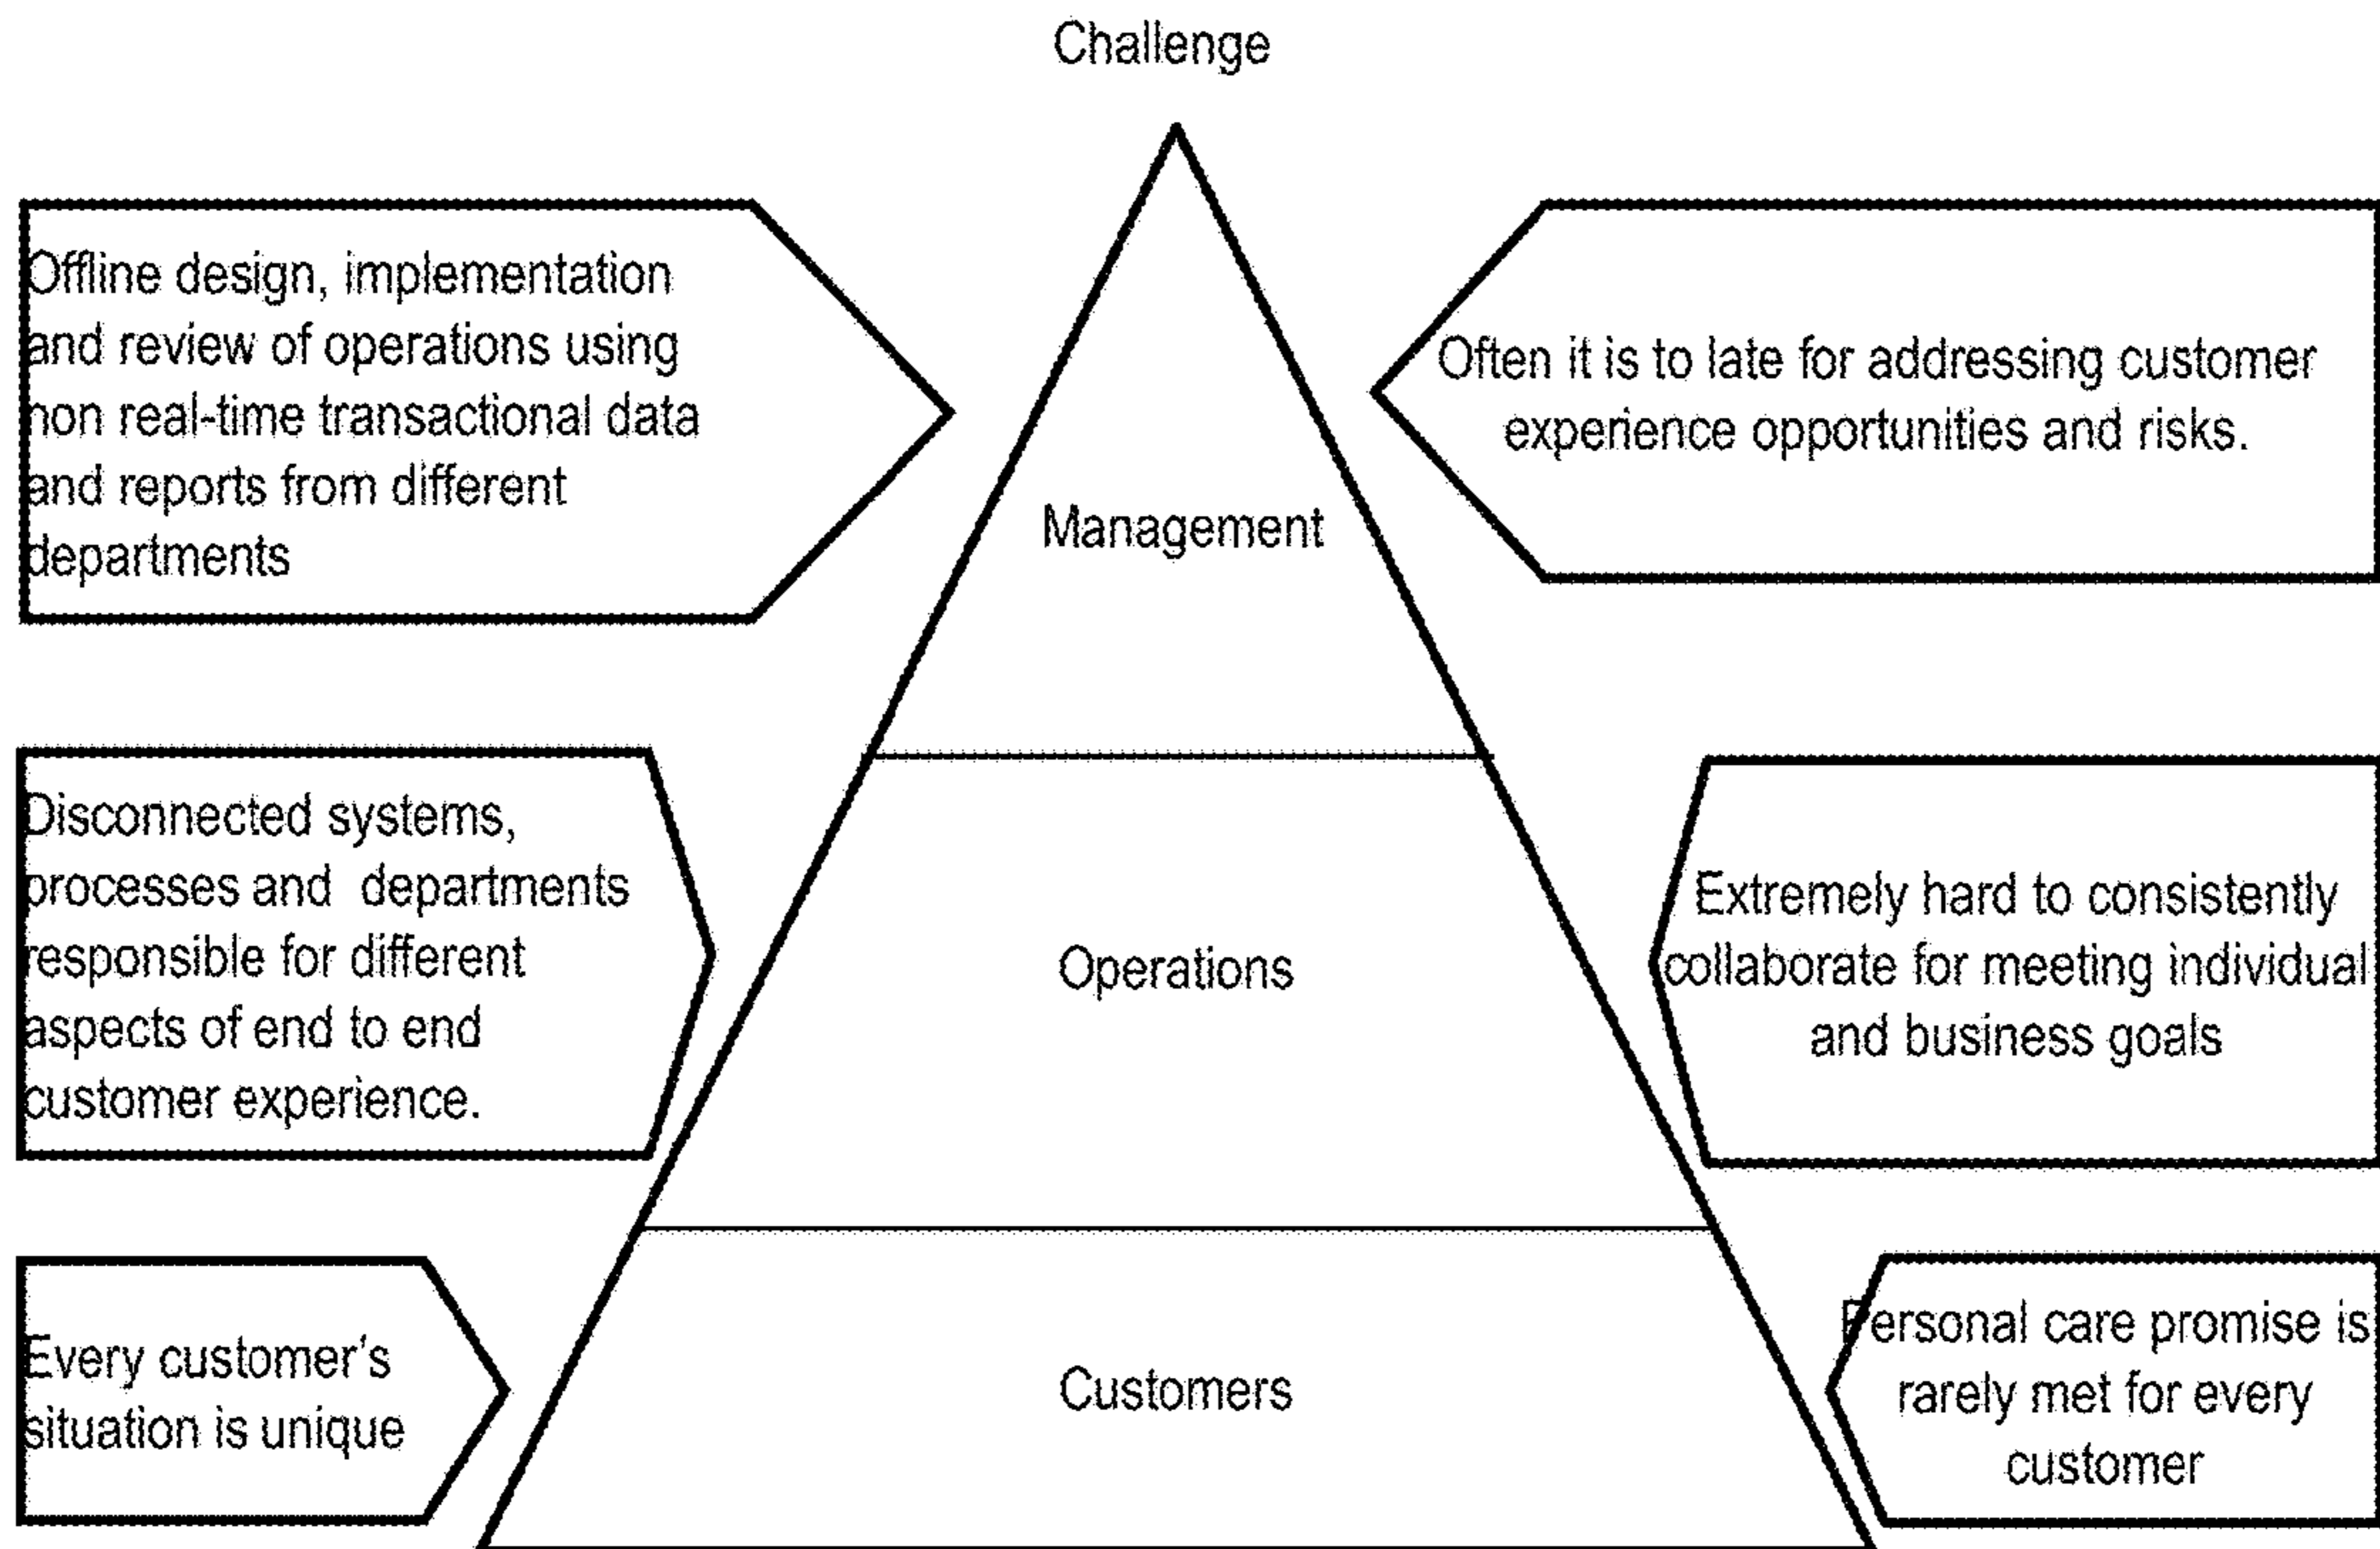 Challenge
Offline design, implementation
and review of operations using
non real-time transactional data
and reports from different
departments
Often it is to late for addressing customer
experience opportunities and risks.
Management
Disconnected systems,
processes and departments
responsible for different
aspects of end to end
customer experience.
Operations
Extremely hard to consistently
collaborate for meeting individual
and business goals
Every customer's
situation is unique
Customers
Personal care promise is
rarely met for every
customer